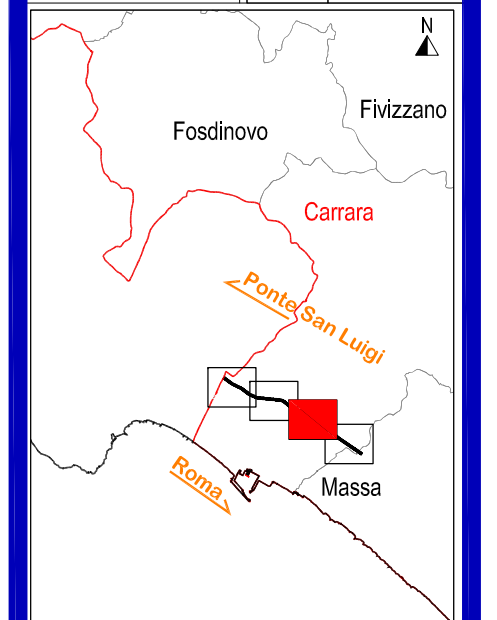 N
Fivizzano
Fosdinovo
Carrara
Ponte San Luigi
Roma
Massa